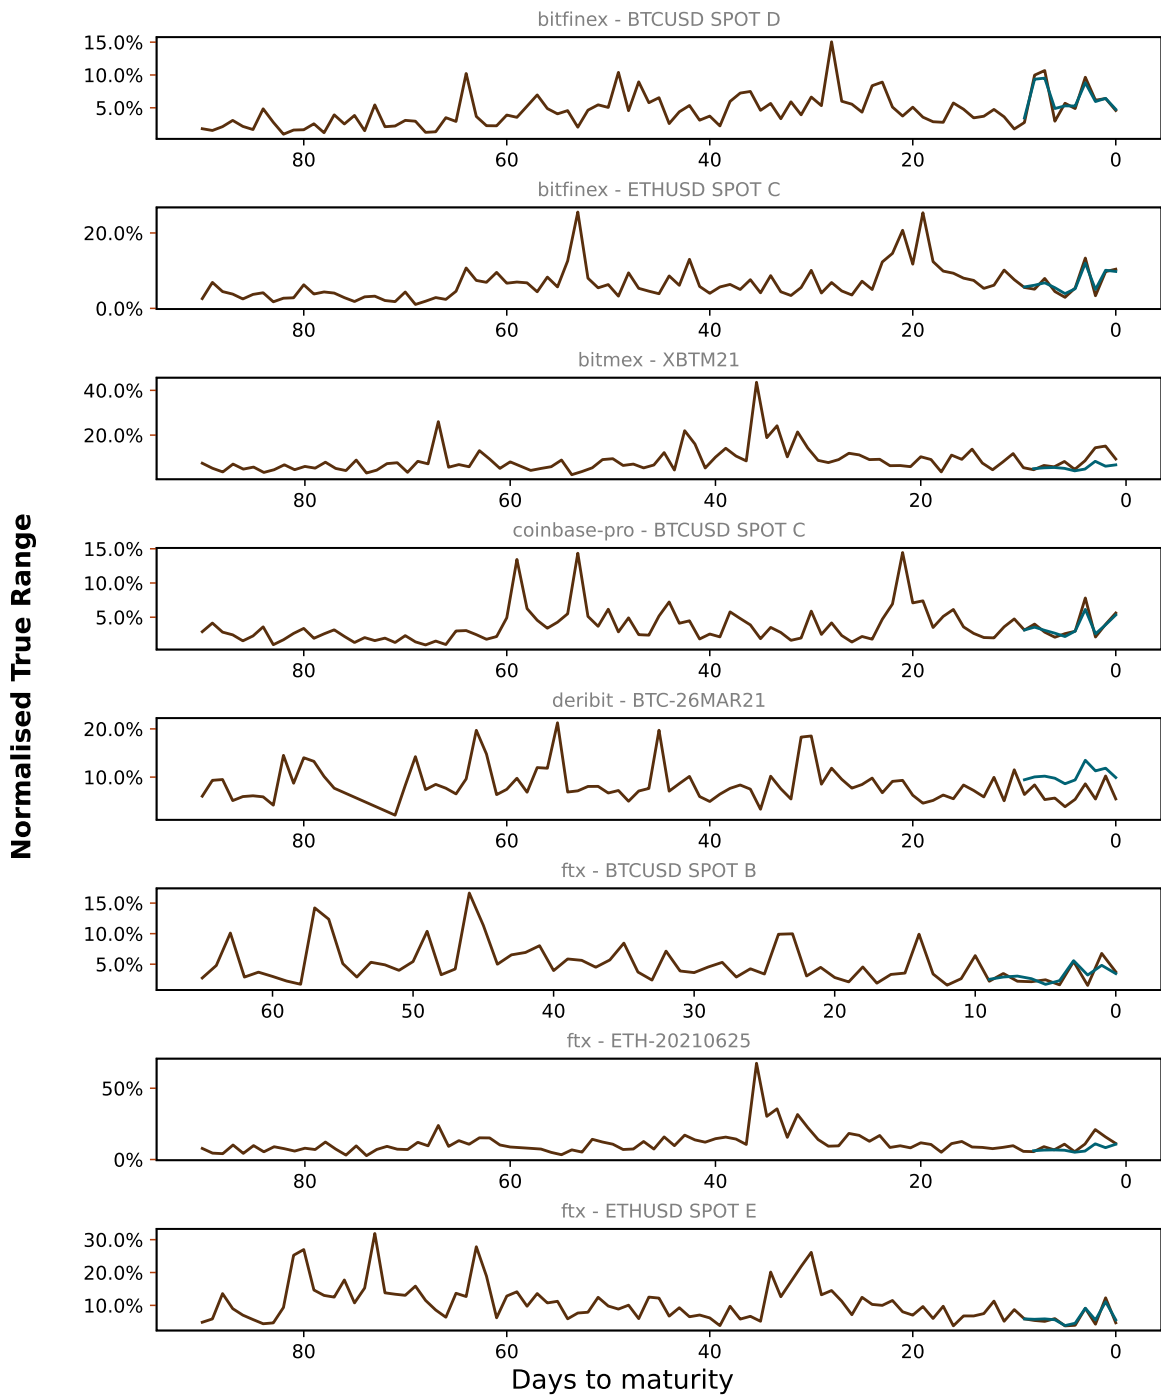 bitfinex - BTCUSD SPOT D
15.0%
10.0%
5.0%
80 60 40 20 0
bitfinex - ETHUSD SPOT C
20.0%
0.0%
80 60 40 20 0
bitmex - XBTM21
40.0%
20.0%
80 60 40 20 0
coinbase-pro - BTCUSD SPOT C
15.0%
10.0%
5.0%
80 60 40 20 0
deribit - BTC-26MAR21
20.0%
10.0%
80 60 40 20 0
ftx - BTCUSD SPOT B
15.0%
10.0%
5.0%
60 50 40 30 20 10 0
ftx - ETH-20210625
50%
0%
80 60 40 20 0
ftx - ETHUSD SPOT E
30.0%
20.0%
10.0%
80 60 40 20 0
Days to maturity
Normalised True Range